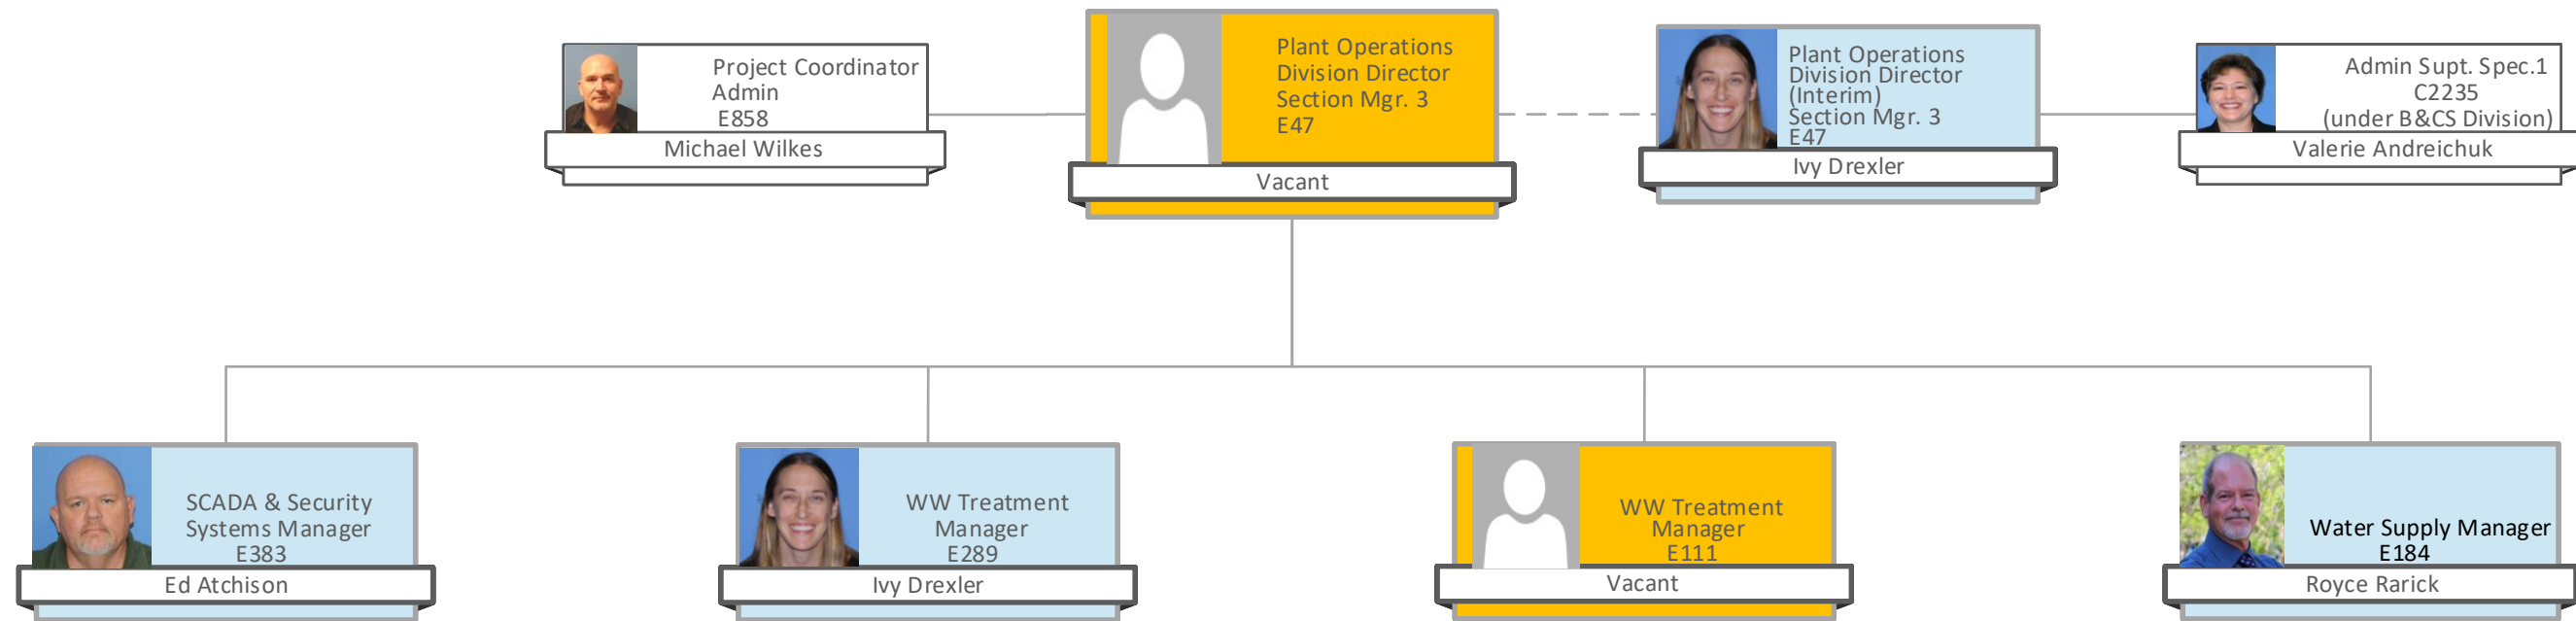 Project Coordinator
Admin
E858
Michael Wilkes
Plant Operations
Division Director
Section Mgr. 3
E47
Vacant
Plant Operations
Division Director
(Interim)
Section Mgr. 3
E47
Ivy Drexler
Admin Supt. Spec.1
C2235
(under B&CS Division)
Valerie Andreichuk
SCADA & Security
Systems Manager
E383
Ed Atchison
WW Treatment
Manager
E289
Ivy Drexler
WW Treatment
Manager
E111
Vacant
Water Supply Manager
E184
Royce Rarick